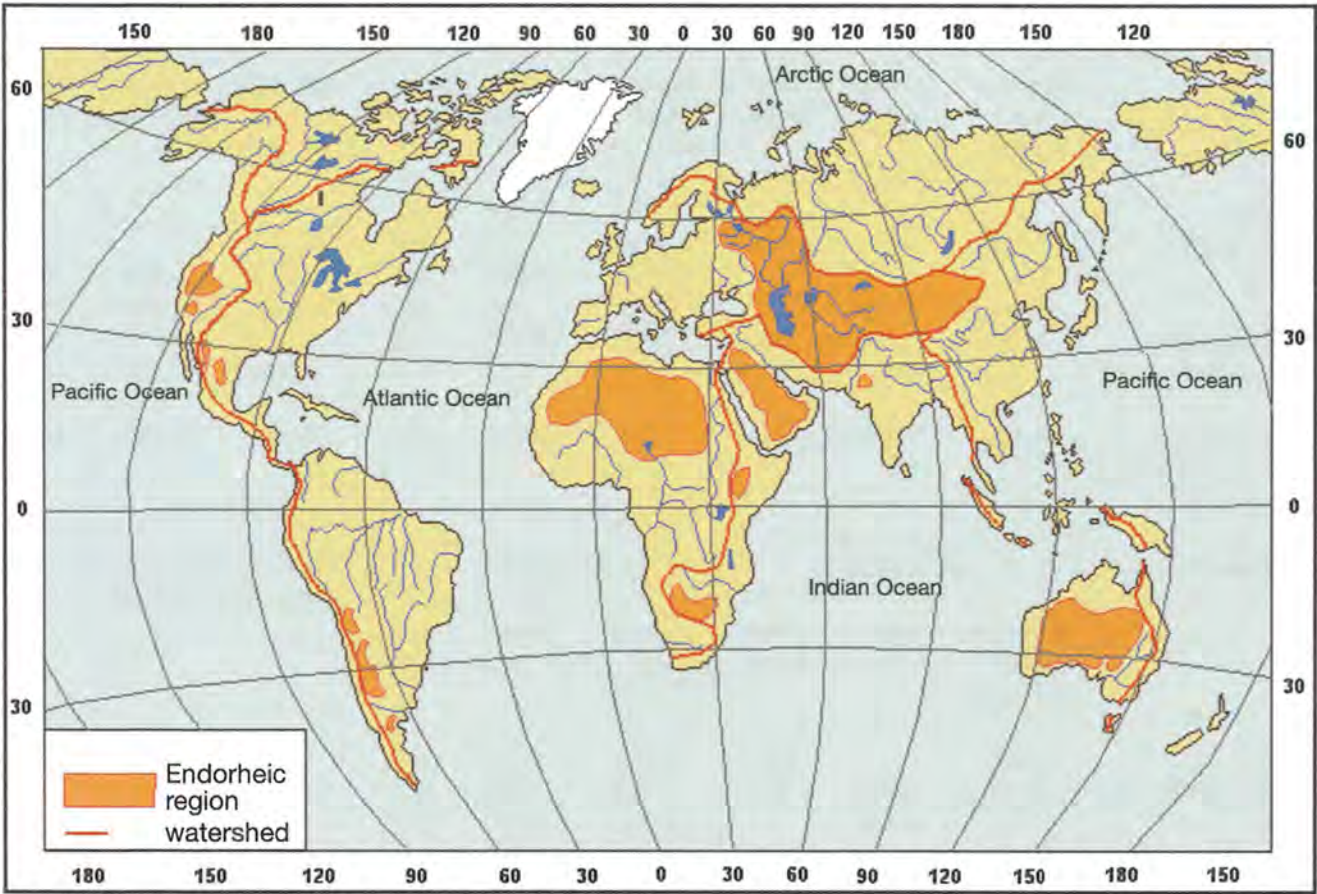 150 180 150 120 90 60 30 0 30 60 90 120 150 180 150 120
Arctic Ocean
60
60
30
30
Pacific Ocean
Atlantic Ocean
Pacific Ocean
0
0
Indian Ocean
30
30
Endorheic
region
watershed
180 150 120 90 60 30 0 30 60 90 120 150 180 150